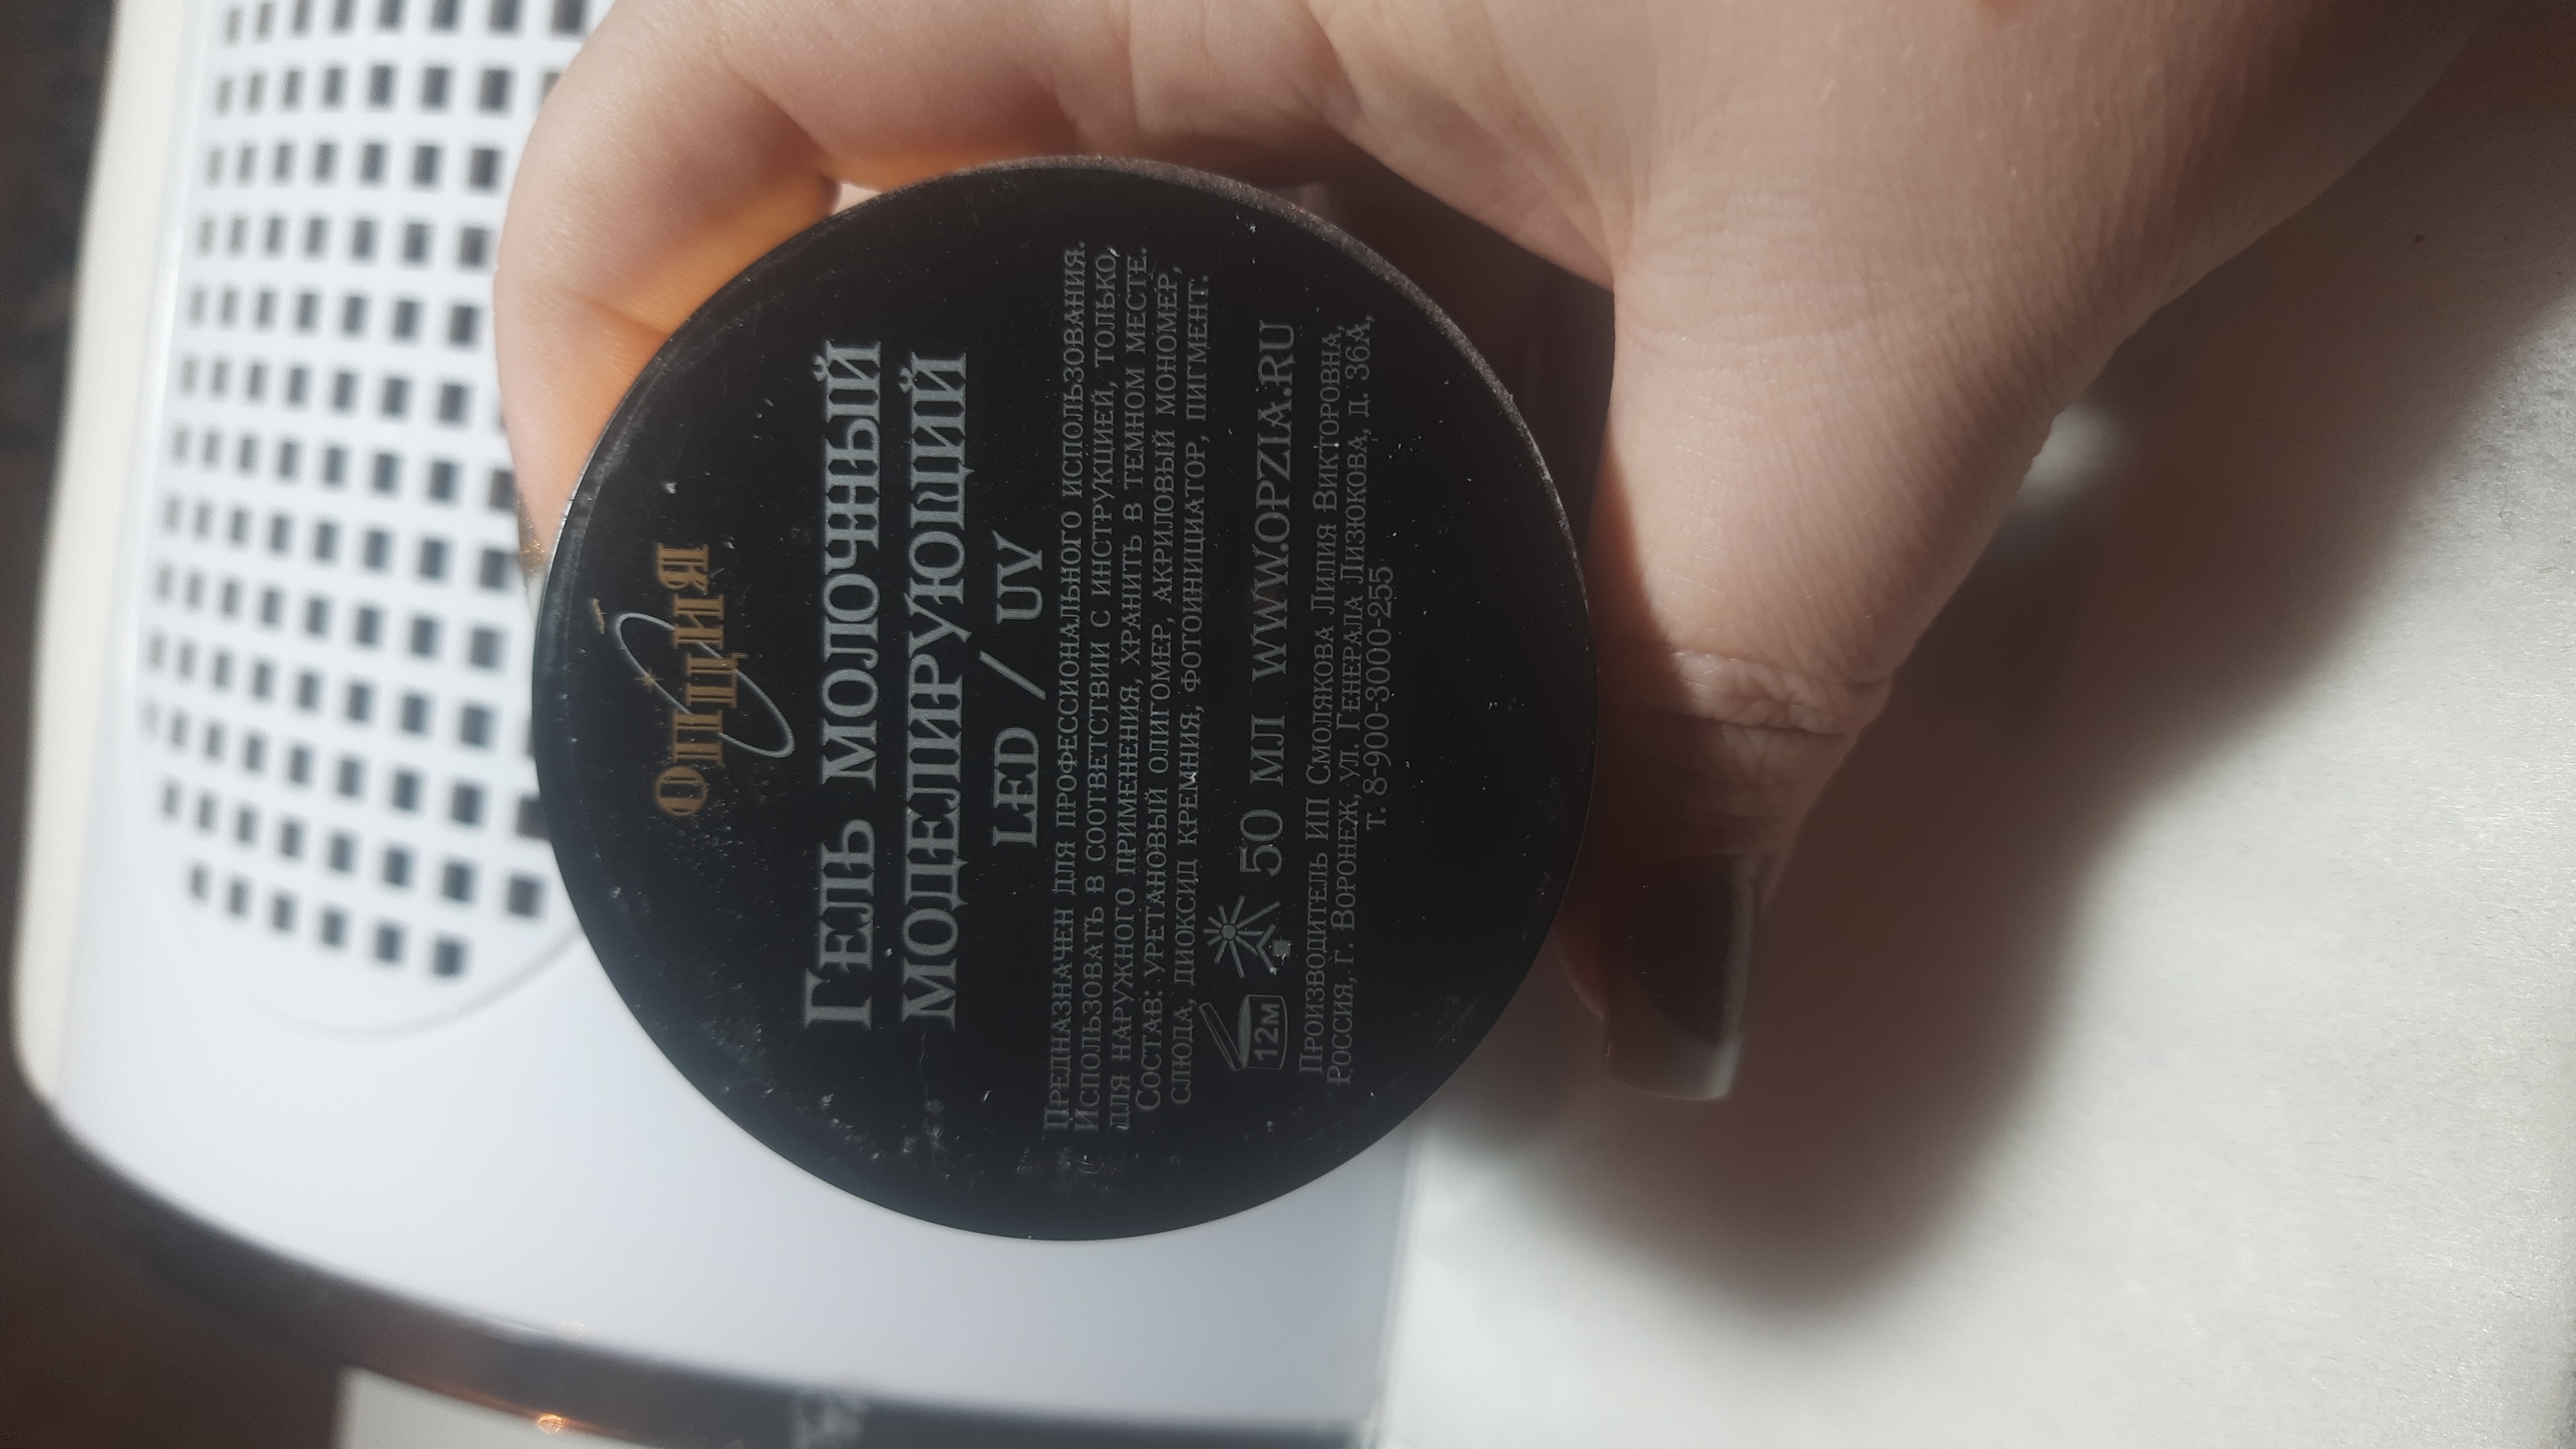 ОПЦИЯ
ГЕЛЬ МОЛОЧНЫЙ
МОДЕЛИРУЮЩИЙ
LED / UV
ПРЕДНАЗНАЧЕН ДЛЯ ПРОФЕССИОНАЛЬНОГО ИСПОЛЬЗОВАНИЯ.
ИСПОЛЬЗОВАТЬ В СООТВЕТСТВИИ С ИНСТРУКЦИЕЙ, ТОЛЬКО
ДЛЯ НАРУЖНОГО ПРИМЕНЕНИЯ, ХРАНИТЬ В ТЕМНОМ МЕСТЕ.
СОСТАВ: УРЕТАНОВЫЙ ОЛИГОМЕР, АКРИЛОВЫЙ МОНОМЕР,
СЛЮДА, ДИОКСИД КРЕМНИЯ, ФОТОИНИЦИАТОР, ПИГМЕНТ.
12М 50 МЛ WWW.OPZIA.RU
ПРОИЗВОДИТЕЛЬ ИП СМОЛЯКОВА ЛИЛИЯ ВИКТОРОВНА,
РОССИЯ, Г. ВОРОНЕЖ, УЛ. ГЕНЕРАЛА ЛИЗЮКОВА, Д. 36А,
Т. 8-900-3000-255